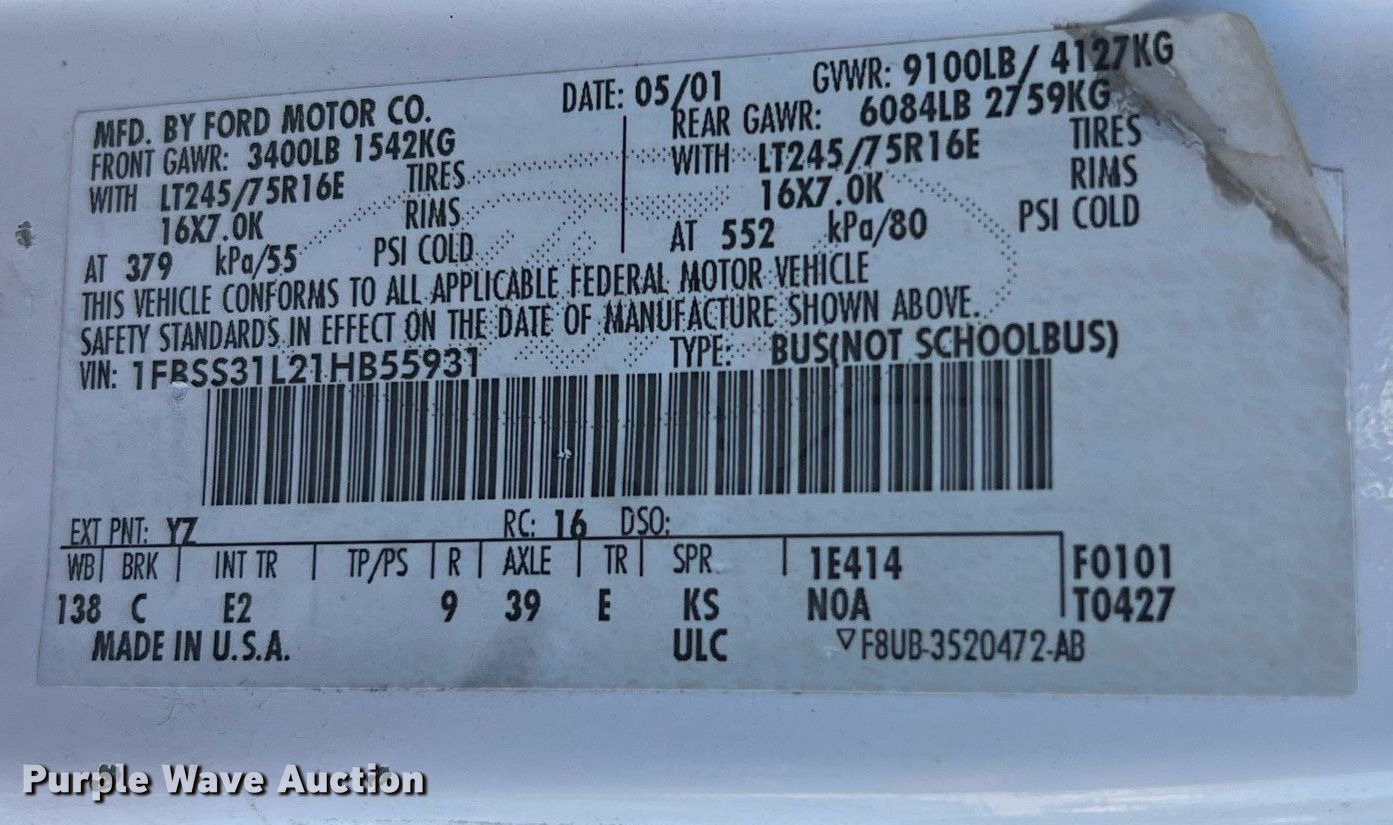 MFD. BY FORD MOTOR CO. DATE: 05/01 GVWR: 9100LB/ 4127KG
FRONT GAWR: 3400LB 1542KG REAR GAWR: 6084LB 2759KG
WITH LT245/75R16E TIRES WITH LT245/75R16E TIRES
16X7.0K RIMS 16X7.0K RIMS
AT 379 kPa/55 PSI COLD AT 552 kPa/80 PSI COLD
THIS VEHICLE CONFORMS TO ALL APPLICABLE FEDERAL MOTOR VEHICLE
SAFETY STANDARDS IN EFFECT ON THE DATE OF MANUFACTURE SHOWN ABOVE.
VIN: 1FBSS31L21HB55931 TYPE: BUS(NOT SCHOOLBUS)
EXT PNT: YZ RC: 16 DSO:
WB BRK INT TR TP/PS R AXLE TR SPR 1E414 F0101
138 C E2 9 39 E KS N0A T0427
MADE IN U.S.A. ULC F8UB-3520472-AB
Purple Wave Auction